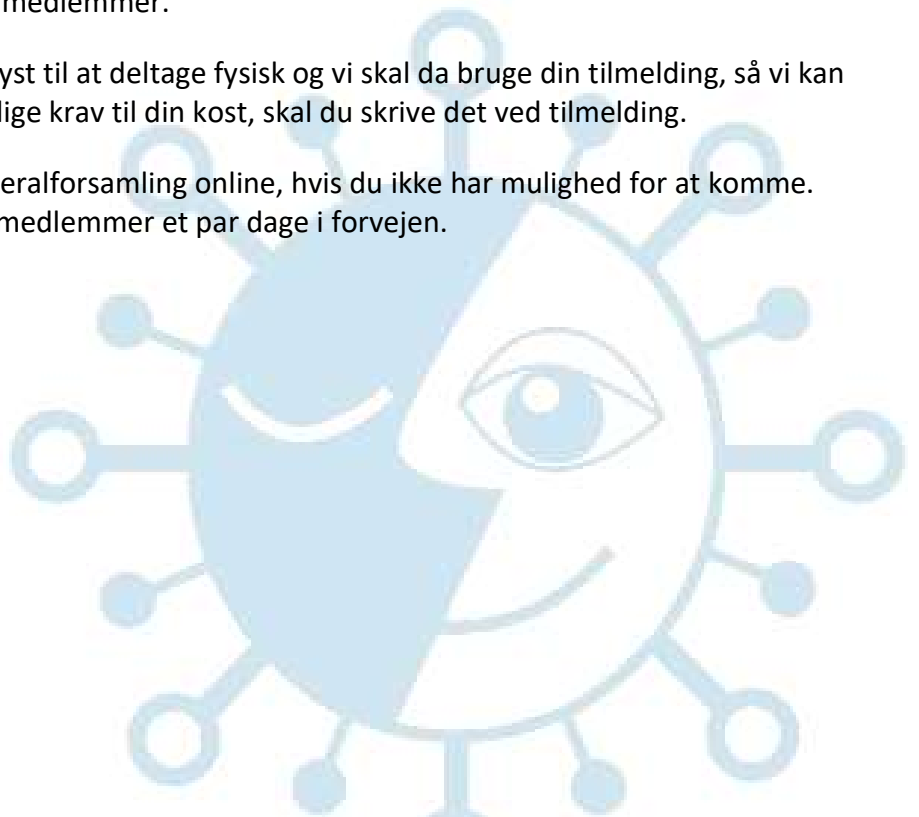 medlemmer.
yst til at deltage fysisk og vi skal da bruge din tilmelding, så vi kan
lige krav til din kost, skal du skrive det ved tilmelding.
eralforsamling online, hvis du ikke har mulighed for at komme.
medlemmer et par dage i forvejen.